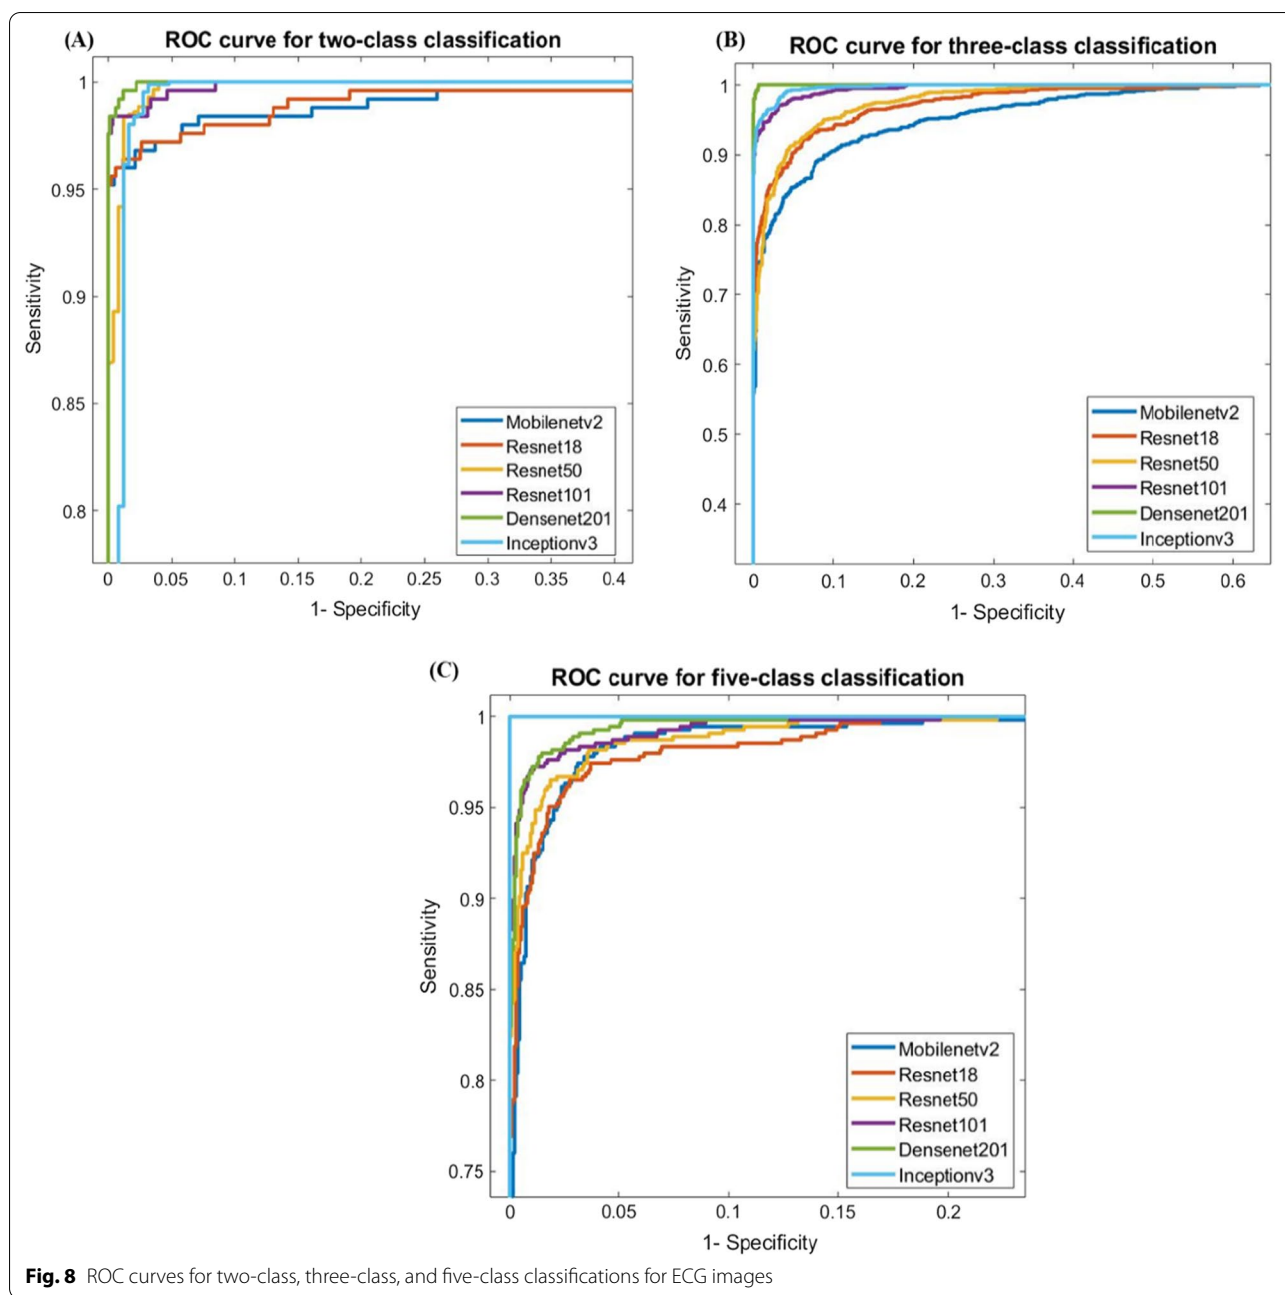 (A)
ROC curve for two-class classification
1
0.95
0.9
0.85
0.8
Sensitivity
Mobilenetv2
Resnet18
Resnet50
Resnet101
Densenet201
Inceptionv3
0 0.05 0.1 0.15 0.2 0.25 0.3 0.35 0.4
1- Specificity
(B)
ROC curve for three-class classification
1
0.9
0.8
0.7
0.6
0.5
0.4
Sensitivity
Mobilenetv2
Resnet18
Resnet50
Resnet101
Densenet201
Inceptionv3
0 0.1 0.2 0.3 0.4 0.5 0.6
1- Specificity
(C)
ROC curve for five-class classification
1
0.95
0.9
0.85
0.8
0.75
Sensitivity
Mobilenetv2
Resnet18
Resnet50
Resnet101
Densenet201
Inceptionv3
0 0.05 0.1 0.15 0.2
1- Specificity
Fig. 8 ROC curves for two-class, three-class, and five-class classifications for ECG images